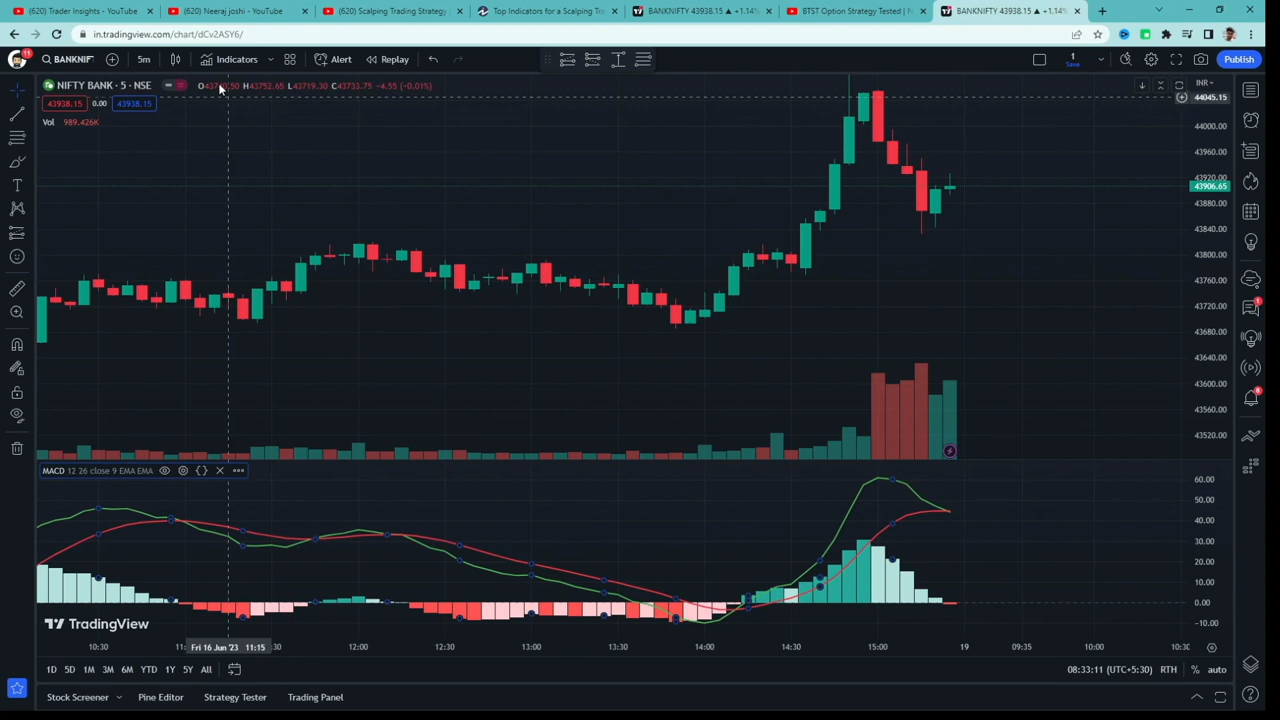 (620) Trader Insights - YouTube
(620) Neeraj joshi - YouTube
(620) Scalping Trading Strategy
Top Indicators for a Scalping Tr
BANKNIFTY 43938.15 ▲ +1.14%
BTST Option Strategy Tested | N
BANKNIFTY 43938.15 ▲ +1.14%
in.tradingview.com/chart/dCv2ASY6/
11
BANKNIF
5m
Indicators
Alert
Replay
1
Save
Publish
NIFTY BANK · 5 · NSE
H43752.65 L43719.30 C43733.75 −4.55 (−0.01%)
INR
43938.15 0.00 43938.15
Vol 989.426K
44045.15
44000.00
43960.00
43920.00
43906.65
43880.00
43840.00
43800.00
43760.00
43720.00
43680.00
43640.00
43600.00
43560.00
43520.00
1
8
MACD 12 26 close 9 EMA EMA
60.00
50.00
40.00
30.00
20.00
10.00
0.00
−10.00
TradingView
10:30
Fri 16 Jun '23 11:15
:30
12:00
12:30
13:00
13:30
14:00
14:30
15:00
19
09:35
10:00
10:30
1D 5D 1M 3M 6M YTD 1Y 5Y All
08:33:11 (UTC+5:30) RTH % auto
Stock Screener
Pine Editor
Strategy Tester
Trading Panel